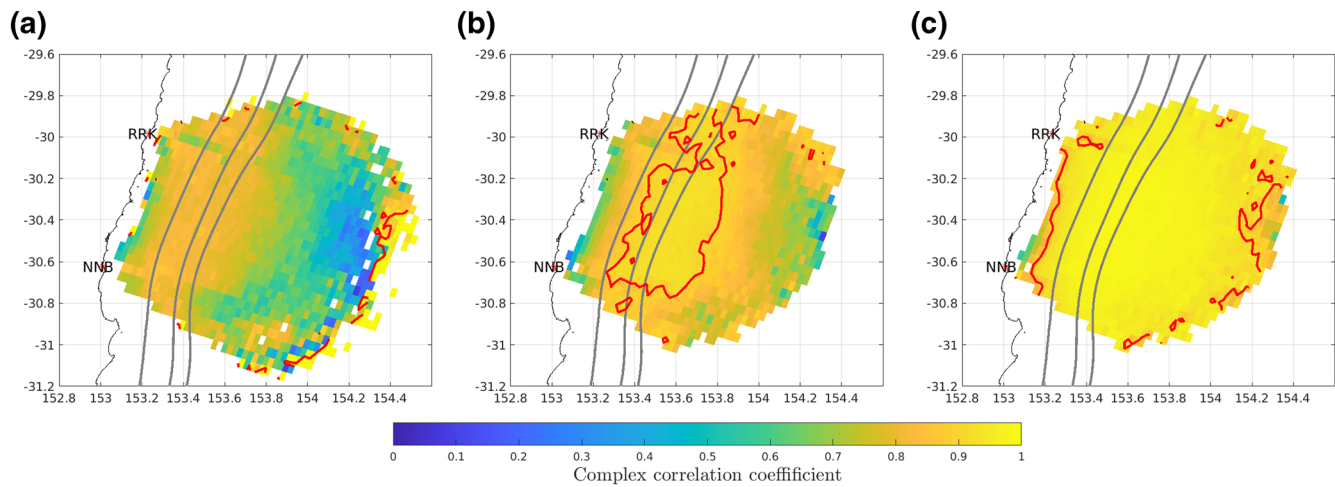 (a) (b) (c)
-29.6 -29.6 -29.6
-29.8 -29.8 -29.8
-30 RRK -30 RRK -30 RRK
-30.2 -30.2 -30.2
-30.4 -30.4 -30.4
-30.6 NNB -30.6 NNB -30.6 NNB
-30.8 -30.8 -30.8
-31 -31 -31
-31.2 -31.2 -31.2
152.8 153 153.2 153.4 153.6 153.8 154 154.2 154.4 152.8 153 153.2 153.4 153.6 153.8 154 154.2 154.4 152.8 153 153.2 153.4 153.6 153.8 154 154.2 154.4
0 0.1 0.2 0.3 0.4 0.5 0.6 0.7 0.8 0.9 1
Complex correlation coeffificient